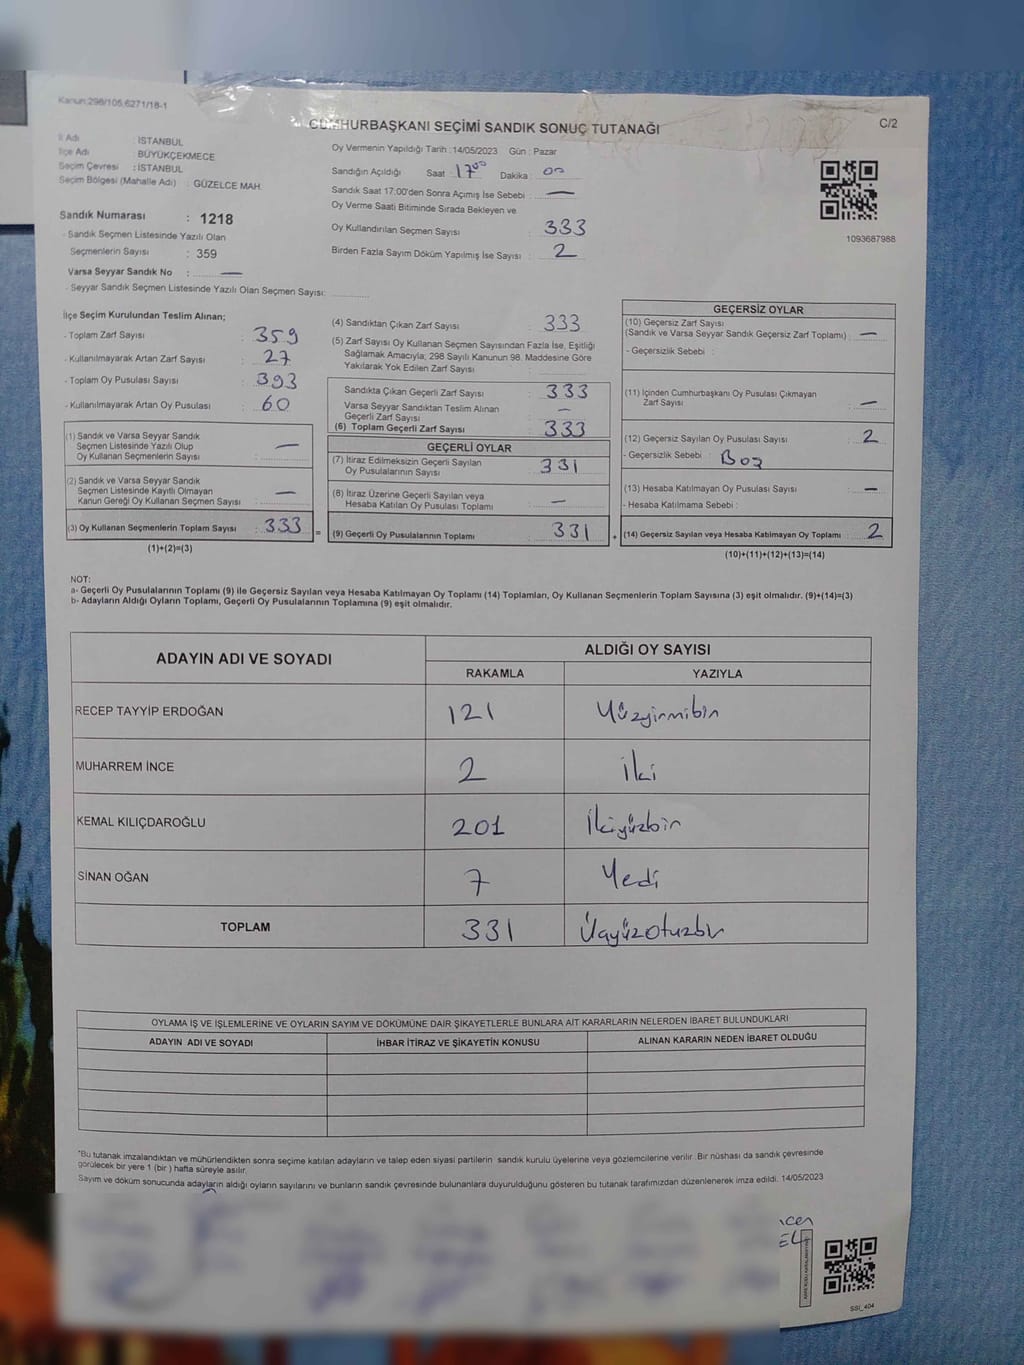 Kanun:298/105,6271/18-1
CUMHURBAŞKANI SEÇİMİ SANDIK SONUÇ TUTANAĞI
C/2
İl Adı : İSTANBUL
İlçe Adı : BÜYÜKÇEKMECE
Seçim Çevresi : İSTANBUL
Seçim Bölgesi (Mahalle Adı) : GÜZELCE MAH.
Sandık Numarası : 1218
- Sandık Seçmen Listesinde Yazılı Olan
Seçmenlerin Sayısı : 359
Varsa Seyyar Sandık No : —
- Seyyar Sandık Seçmen Listesinde Yazılı Olan Seçmen Sayısı:
Oy Vermenin Yapıldığı Tarih : 14/05/2023 Gün : Pazar
Sandığın Açıldığı Saat : 17⁰⁰ Dakika : 00
Sandık Saat 17:00'den Sonra Açımış İse Sebebi : —
Oy Verme Saati Bitiminde Sırada Bekleyen ve
Oy Kullandırılan Seçmen Sayısı : 333
Birden Fazla Sayım Döküm Yapılmış İse Sayısı : 2
1093687988
İlçe Seçim Kurulundan Teslim Alınan;
- Toplam Zarf Sayısı : 359
- Kullanılmayarak Artan Zarf Sayısı : 27
- Toplam Oy Pusulası Sayısı : 393
- Kullanılmayarak Artan Oy Pusulası : 60
(1) Sandık ve Varsa Seyyar Sandık
Seçmen Listesinde Yazılı Olup
Oy Kullanan Seçmenlerin Sayısı : —
(2) Sandık ve Varsa Seyyar Sandık
Seçmen Listesinde Kayıtlı Olmayan
Kanun Gereği Oy Kullanan Seçmen Sayısı : —
(3) Oy Kullanan Seçmenlerin Toplam Sayısı : 333 =
(1)+(2)=(3)
(4) Sandıktan Çıkan Zarf Sayısı : 333
(5) Zarf Sayısı Oy Kullanan Seçmen Sayısından Fazla İse, Eşitliği
Sağlamak Amacıyla; 298 Sayılı Kanunun 98. Maddesine Göre
Yakılarak Yok Edilen Zarf Sayısı :
Sandıkta Çıkan Geçerli Zarf Sayısı : 333
Varsa Seyyar Sandıktan Teslim Alınan
Geçerli Zarf Sayısı : —
(6) Toplam Geçerli Zarf Sayısı : 333
GEÇERLİ OYLAR
(7) İtiraz Edilmeksizin Geçerli Sayılan
Oy Pusulalarının Sayısı : 331
(8) İtiraz Üzerine Geçerli Sayılan veya
Hesaba Katılan Oy Pusulası Toplamı : —
(9) Geçerli Oy Pusulalarının Toplamı : 331 +
GEÇERSİZ OYLAR
(10) Geçersiz Zarf Sayısı
(Sandık ve Varsa Seyyar Sandık Geçersiz Zarf Toplamı) : —
- Geçersizlik Sebebi :
(11) İçinden Cumhurbaşkanı Oy Pusulası Çıkmayan
Zarf Sayısı : —
(12) Geçersiz Sayılan Oy Pusulası Sayısı : 2
- Geçersizlik Sebebi : Boş
(13) Hesaba Katılmayan Oy Pusulası Sayısı : —
- Hesaba Katılmama Sebebi :
(14) Geçersiz Sayılan veya Hesaba Katılmayan Oy Toplamı : 2
(10)+(11)+(12)+(13)=(14)
NOT:
a- Geçerli Oy Pusulalarının Toplamı (9) ile Geçersiz Sayılan veya Hesaba Katılmayan Oy Toplamı (14) Toplamları, Oy Kullanan Seçmenlerin Toplam Sayısına (3) eşit olmalıdır. (9)+(14)=(3)
b- Adayların Aldığı Oyların Toplamı, Geçerli Oy Pusulalarının Toplamına (9) eşit olmalıdır.
ADAYIN ADI VE SOYADI
ALDIĞI OY SAYISI
RAKAMLA YAZIYLA
RECEP TAYYİP ERDOĞAN 121 Yüzyirmibir
MUHARREM İNCE 2 İki
KEMAL KILIÇDAROĞLU 201 İkiyüzbir
SİNAN OĞAN 7 Yedi
TOPLAM 331 Üçyüzotuzbir
OYLAMA İŞ VE İŞLEMLERİNE VE OYLARIN SAYIM VE DÖKÜMÜNE DAİR ŞİKAYETLERLE BUNLARA AİT KARARLARIN NELERDEN İBARET BULUNDUKLARI
ADAYIN ADI VE SOYADI İHBAR İTİRAZ VE ŞİKAYETİN KONUSU ALINAN KARARIN NEDEN İBARET OLDUĞU
*Bu tutanak imzalandıktan ve mühürlendikten sonra seçime katılan adayların ve talep eden siyasi partilerin sandık kurulu üyelerine veya gözlemcilerine verilir. Bir nüshası da sandık çevresinde
görülecek bir yere 1 (bir ) hafta süreyle asılır.
Sayım ve döküm sonucunda adayların aldığı oyların sayılarını ve bunların sandık çevresinde bulunanlara duyurulduğunu gösteren bu tutanak tarafımızdan düzenlenerek imza edildi. 14/05/2023
SSİ_404